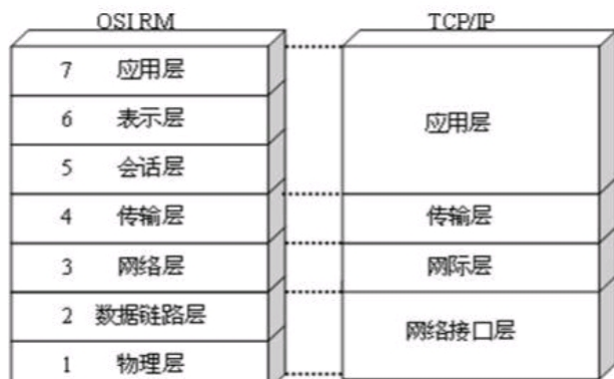 OSI RM
TCP/IP
7 应用层
6 表示层
5 会话层
4 传输层
3 网络层
2 数据链路层
1 物理层
应用层
传输层
网际层
网络接口层